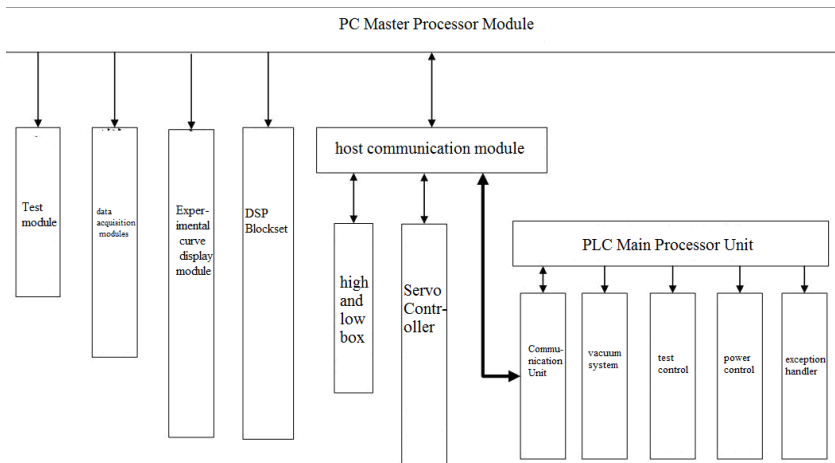 PC Master Processor Module
host communication module
Test
module
data
acquisition
modules
Exper-
imental
curve
display
module
DSP
Blockset
high
and
low
box
Servo
Contr-
oller
PLC Main Processor Unit
Commu-
nication
Unit
vacuum
system
test
control
power
control
exception
handler